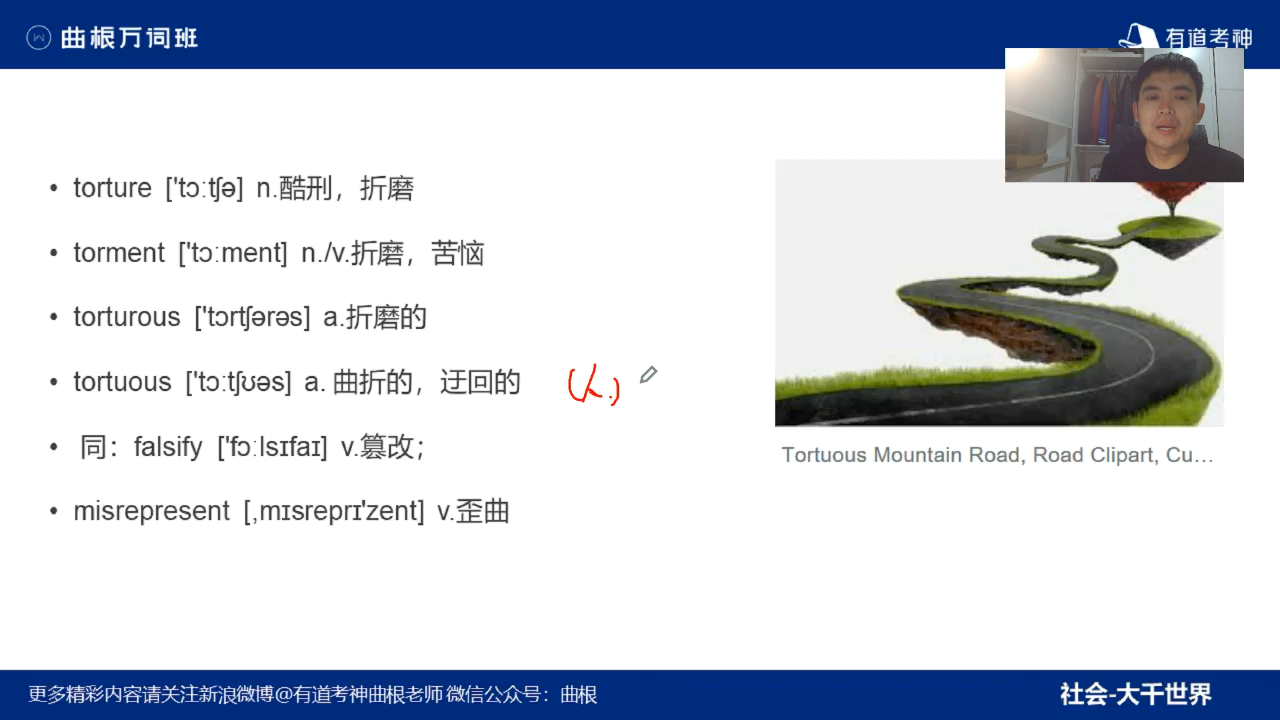 曲根万词班
有道考神
• torture ['tɔːtʃə] n.酷刑，折磨
• torment ['tɔːment] n./v.折磨，苦恼
• torturous ['tɔrtʃərəs] a.折磨的
• tortuous ['tɔːtʃʊəs] a. 曲折的，迂回的
• 同：falsify ['fɔːlsɪfaɪ] v.篡改；
• misrepresent [,mɪsreprɪ'zent] v.歪曲
Tortuous Mountain Road, Road Clipart, Cu…
更多精彩内容请关注新浪微博@有道考神曲根老师 微信公众号：曲根
社会-大千世界